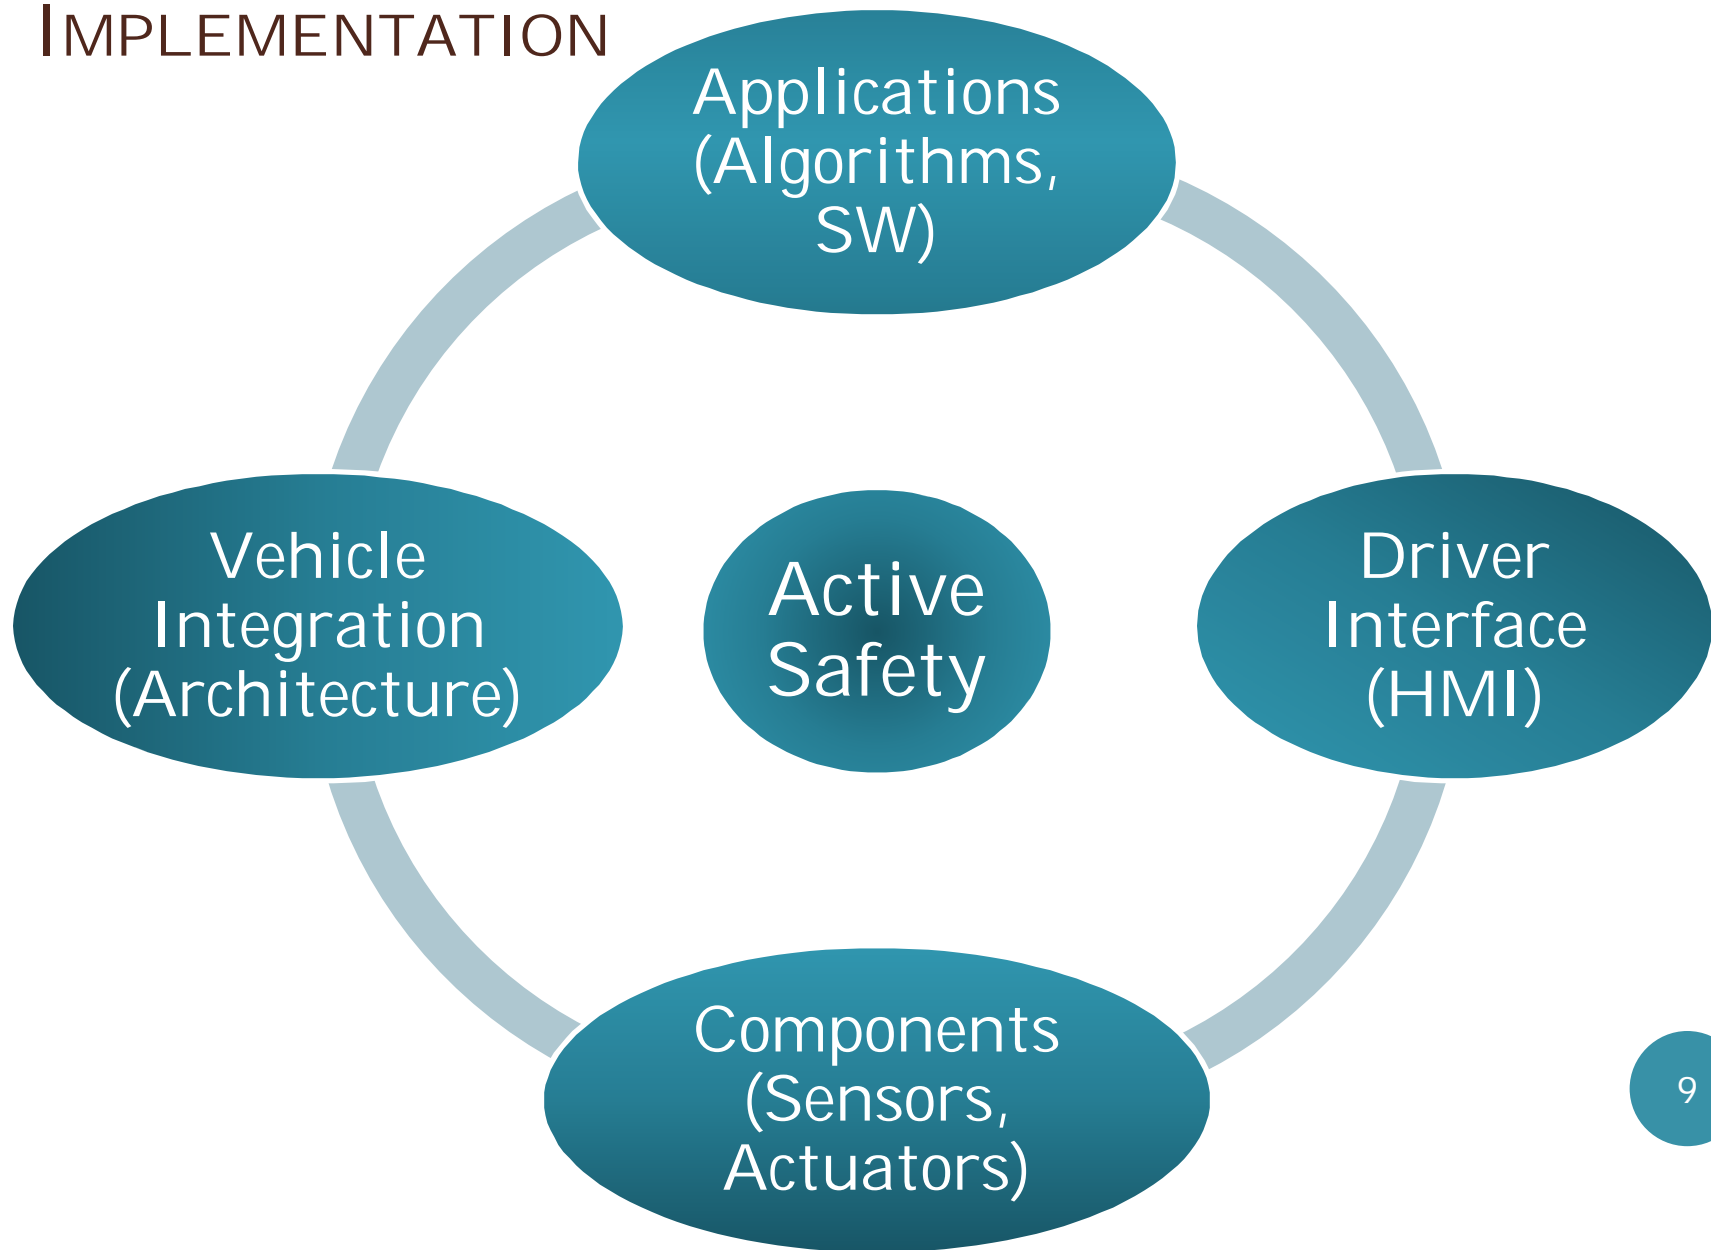 IMPLEMENTATION
Applications
(Algorithms,
SW)
Vehicle
Integration
(Architecture)
Active
Safety
Driver
Interface
(HMI)
Components
(Sensors,
Actuators)
9